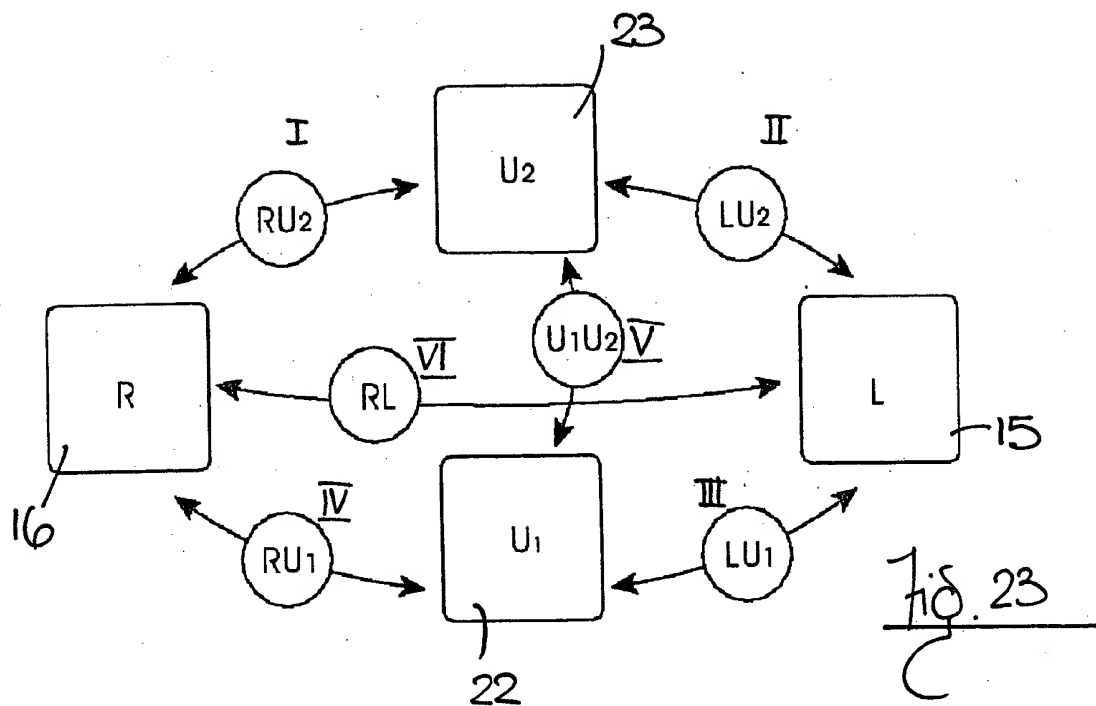 23
I
II
U2
RU2
LU2
U1U2
V
VI
R
RL
L
15
16
IV
III
RU1
U1
LU1
22
Fig. 23